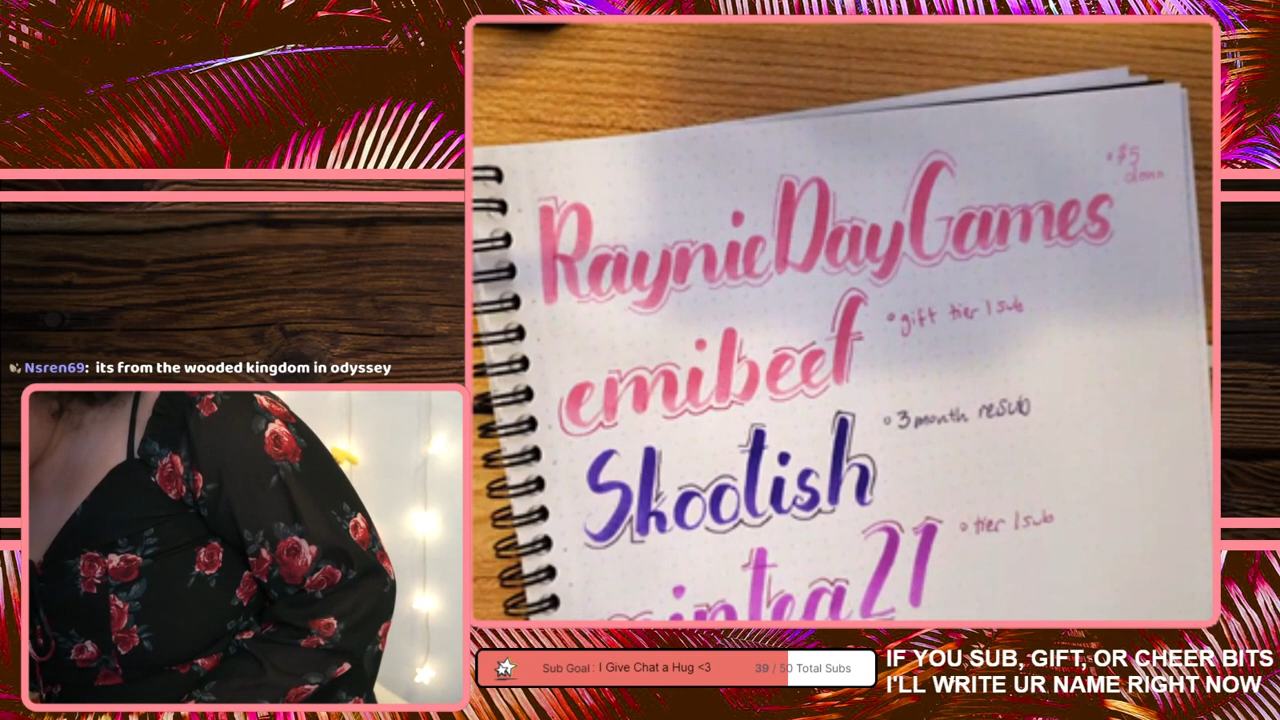 RaynieDayGames
$5
emibeef
gift tier 1 sub
Skootish
3 month resub
tier 1 sub
Nsren69: its from the wooded kingdom in odyssey
Sub Goal : I Give Chat a Hug <3 39 / 50 Total Subs
IF YOU SUB, GIFT, OR CHEER BITS
I'LL WRITE UR NAME RIGHT NOW